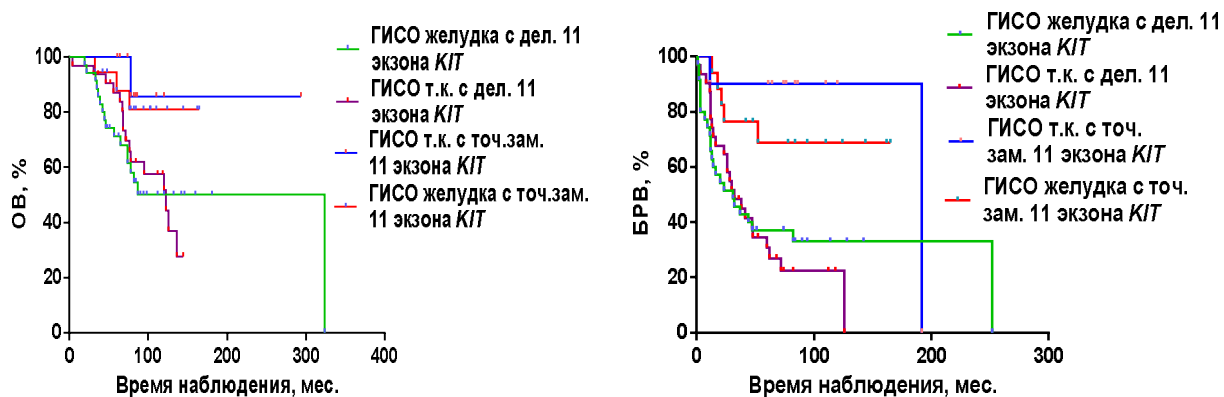 ОВ, %
100
80
60
40
20
0
0 100 200 300 400
Время наблюдения, мес.
ГИСО желудка с дел. 11
экзона KIT
ГИСО т.к. с дел. 11
экзона KIT
ГИСО т.к. с точ.зам.
11 экзона KIT
ГИСО желудка с точ.зам.
11 экзона KIT
БРВ, %
100
80
60
40
20
0
0 100 200 300
Время наблюдения, мес.
ГИСО желудка с дел. 11
экзона KIT
ГИСО т.к. с дел. 11
экзона KIT
ГИСО т.к. с точ.
зам. 11 экзона KIT
ГИСО желудка с точ.
зам. 11 экзона KIT